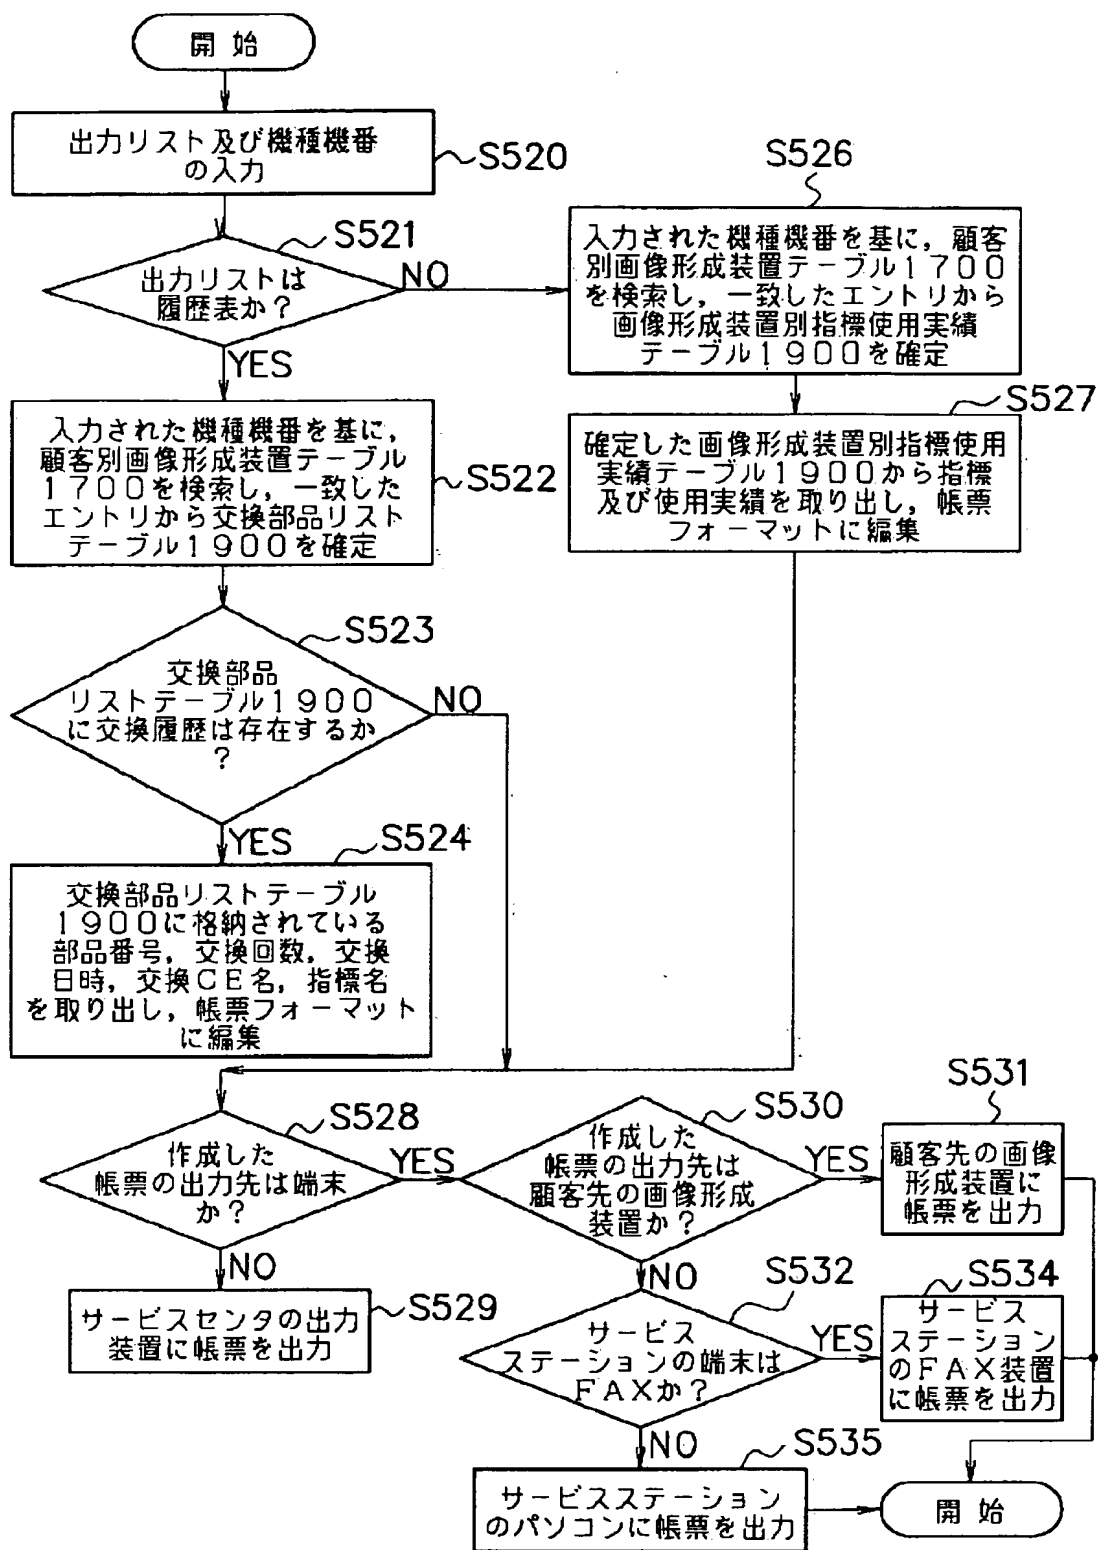 開始
出力リスト及び機種機番
の入力
S520
S521
出力リストは
履歴表か？
NO
YES
S526
入力された機種機番を基に，顧客
別画像形成装置テーブル１７００
を検索し，一致したエントリから
画像形成装置別指標使用実績
テーブル１９００を確定
S527
確定した画像形成装置別指標使用
実績テーブル１９００から指標
及び使用実績を取り出し，帳票
フォーマットに編集
入力された機種機番を基に，
顧客別画像形成装置テーブル
１７００を検索し，一致した
エントリから交換部品リスト
テーブル１９００を確定
S522
S523
交換部品
リストテーブル１９００
に交換履歴は存在するか
？
NO
YES
S524
交換部品リストテーブル
１９００に格納されている
部品番号，交換回数，交換
日時，交換ＣＥ名，指標名
を取り出し，帳票フォーマット
に編集
S528
作成した
帳票の出力先は端末
か？
YES
NO
S529
サービスセンタの出力
装置に帳票を出力
S530
作成した
帳票の出力先は
顧客先の画像形成
装置か？
YES
NO
S531
顧客先の画像
形成装置に
帳票を出力
S532
サービス
ステーションの端末は
ＦＡＸか？
YES
NO
S534
サービス
ステーション
のＦＡＸ装置
に帳票を出力
S535
サービスステーション
のパソコンに帳票を出力
開始